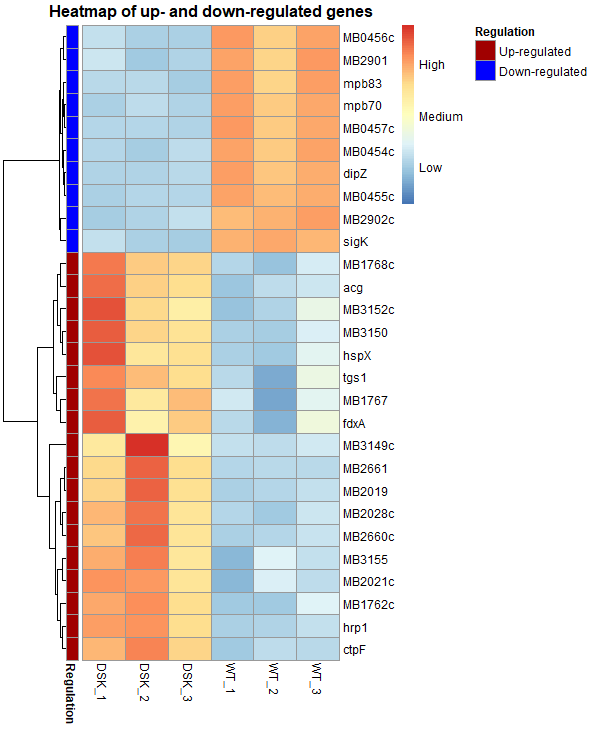 Heatmap of up- and down-regulated genes
MB0456c
MB2901
mpb83
mpb70
MB0457c
MB0454c
dipZ
MB0455c
MB2902c
sigK
MB1768c
acg
MB3152c
MB3150
hspX
tgs1
MB1767
fdxA
MB3149c
MB2661
MB2019
MB2028c
MB2660c
MB3155
MB2021c
MB1762c
hrp1
ctpF
Regulation
DSK_1
DSK_2
DSK_3
WT_1
WT_2
WT_3
High
Medium
Low
Regulation
Up-regulated
Down-regulated